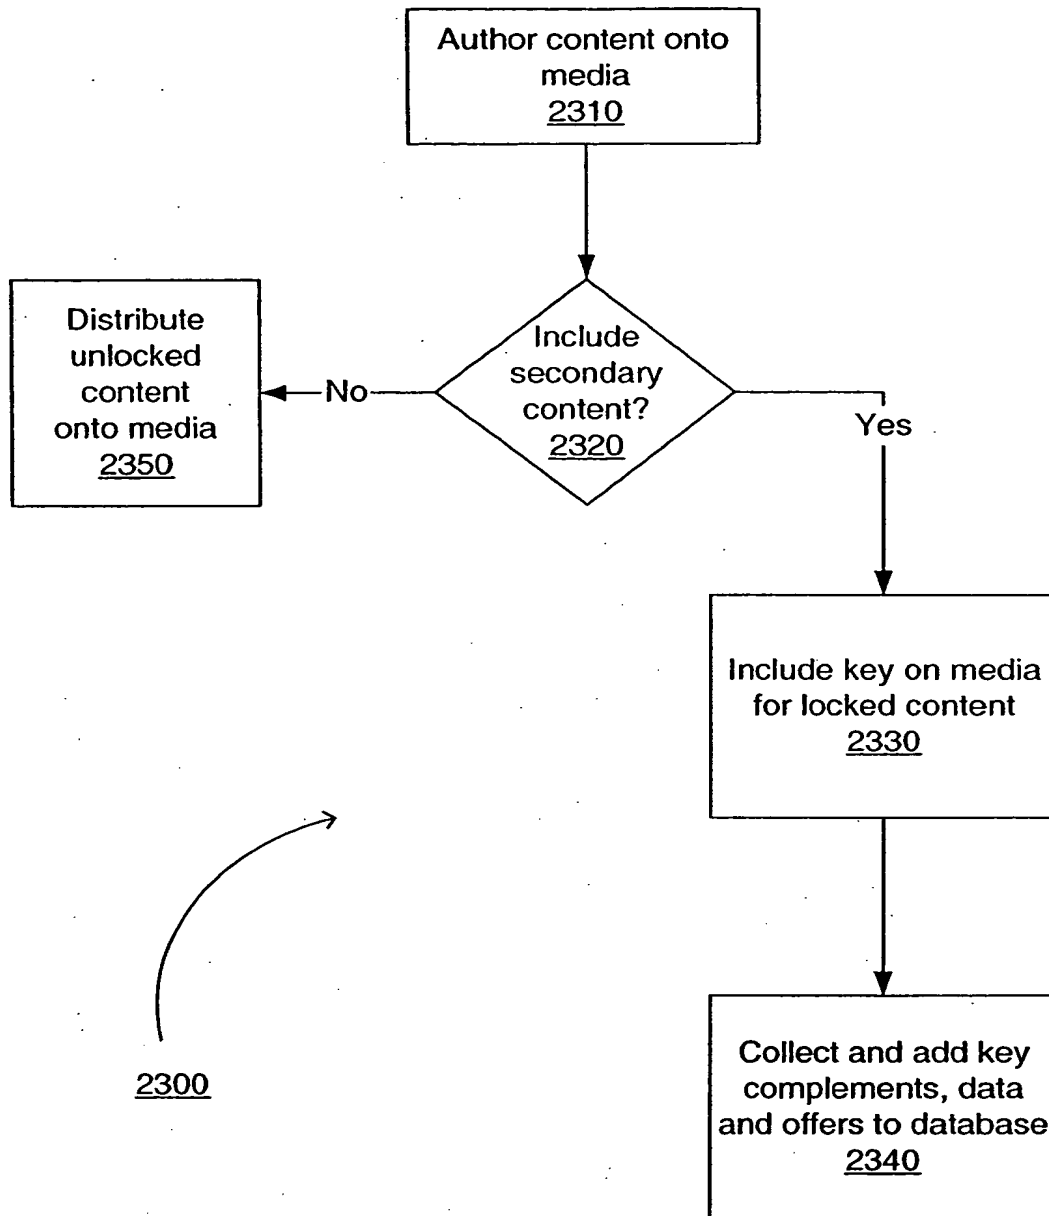 Author content onto
media
2310
Include
secondary
content?
2320
No
Distribute
unlocked
content
onto media
2350
Yes
Include key on media
for locked content
2330
Collect and add key
complements, data
and offers to database
2340
2300